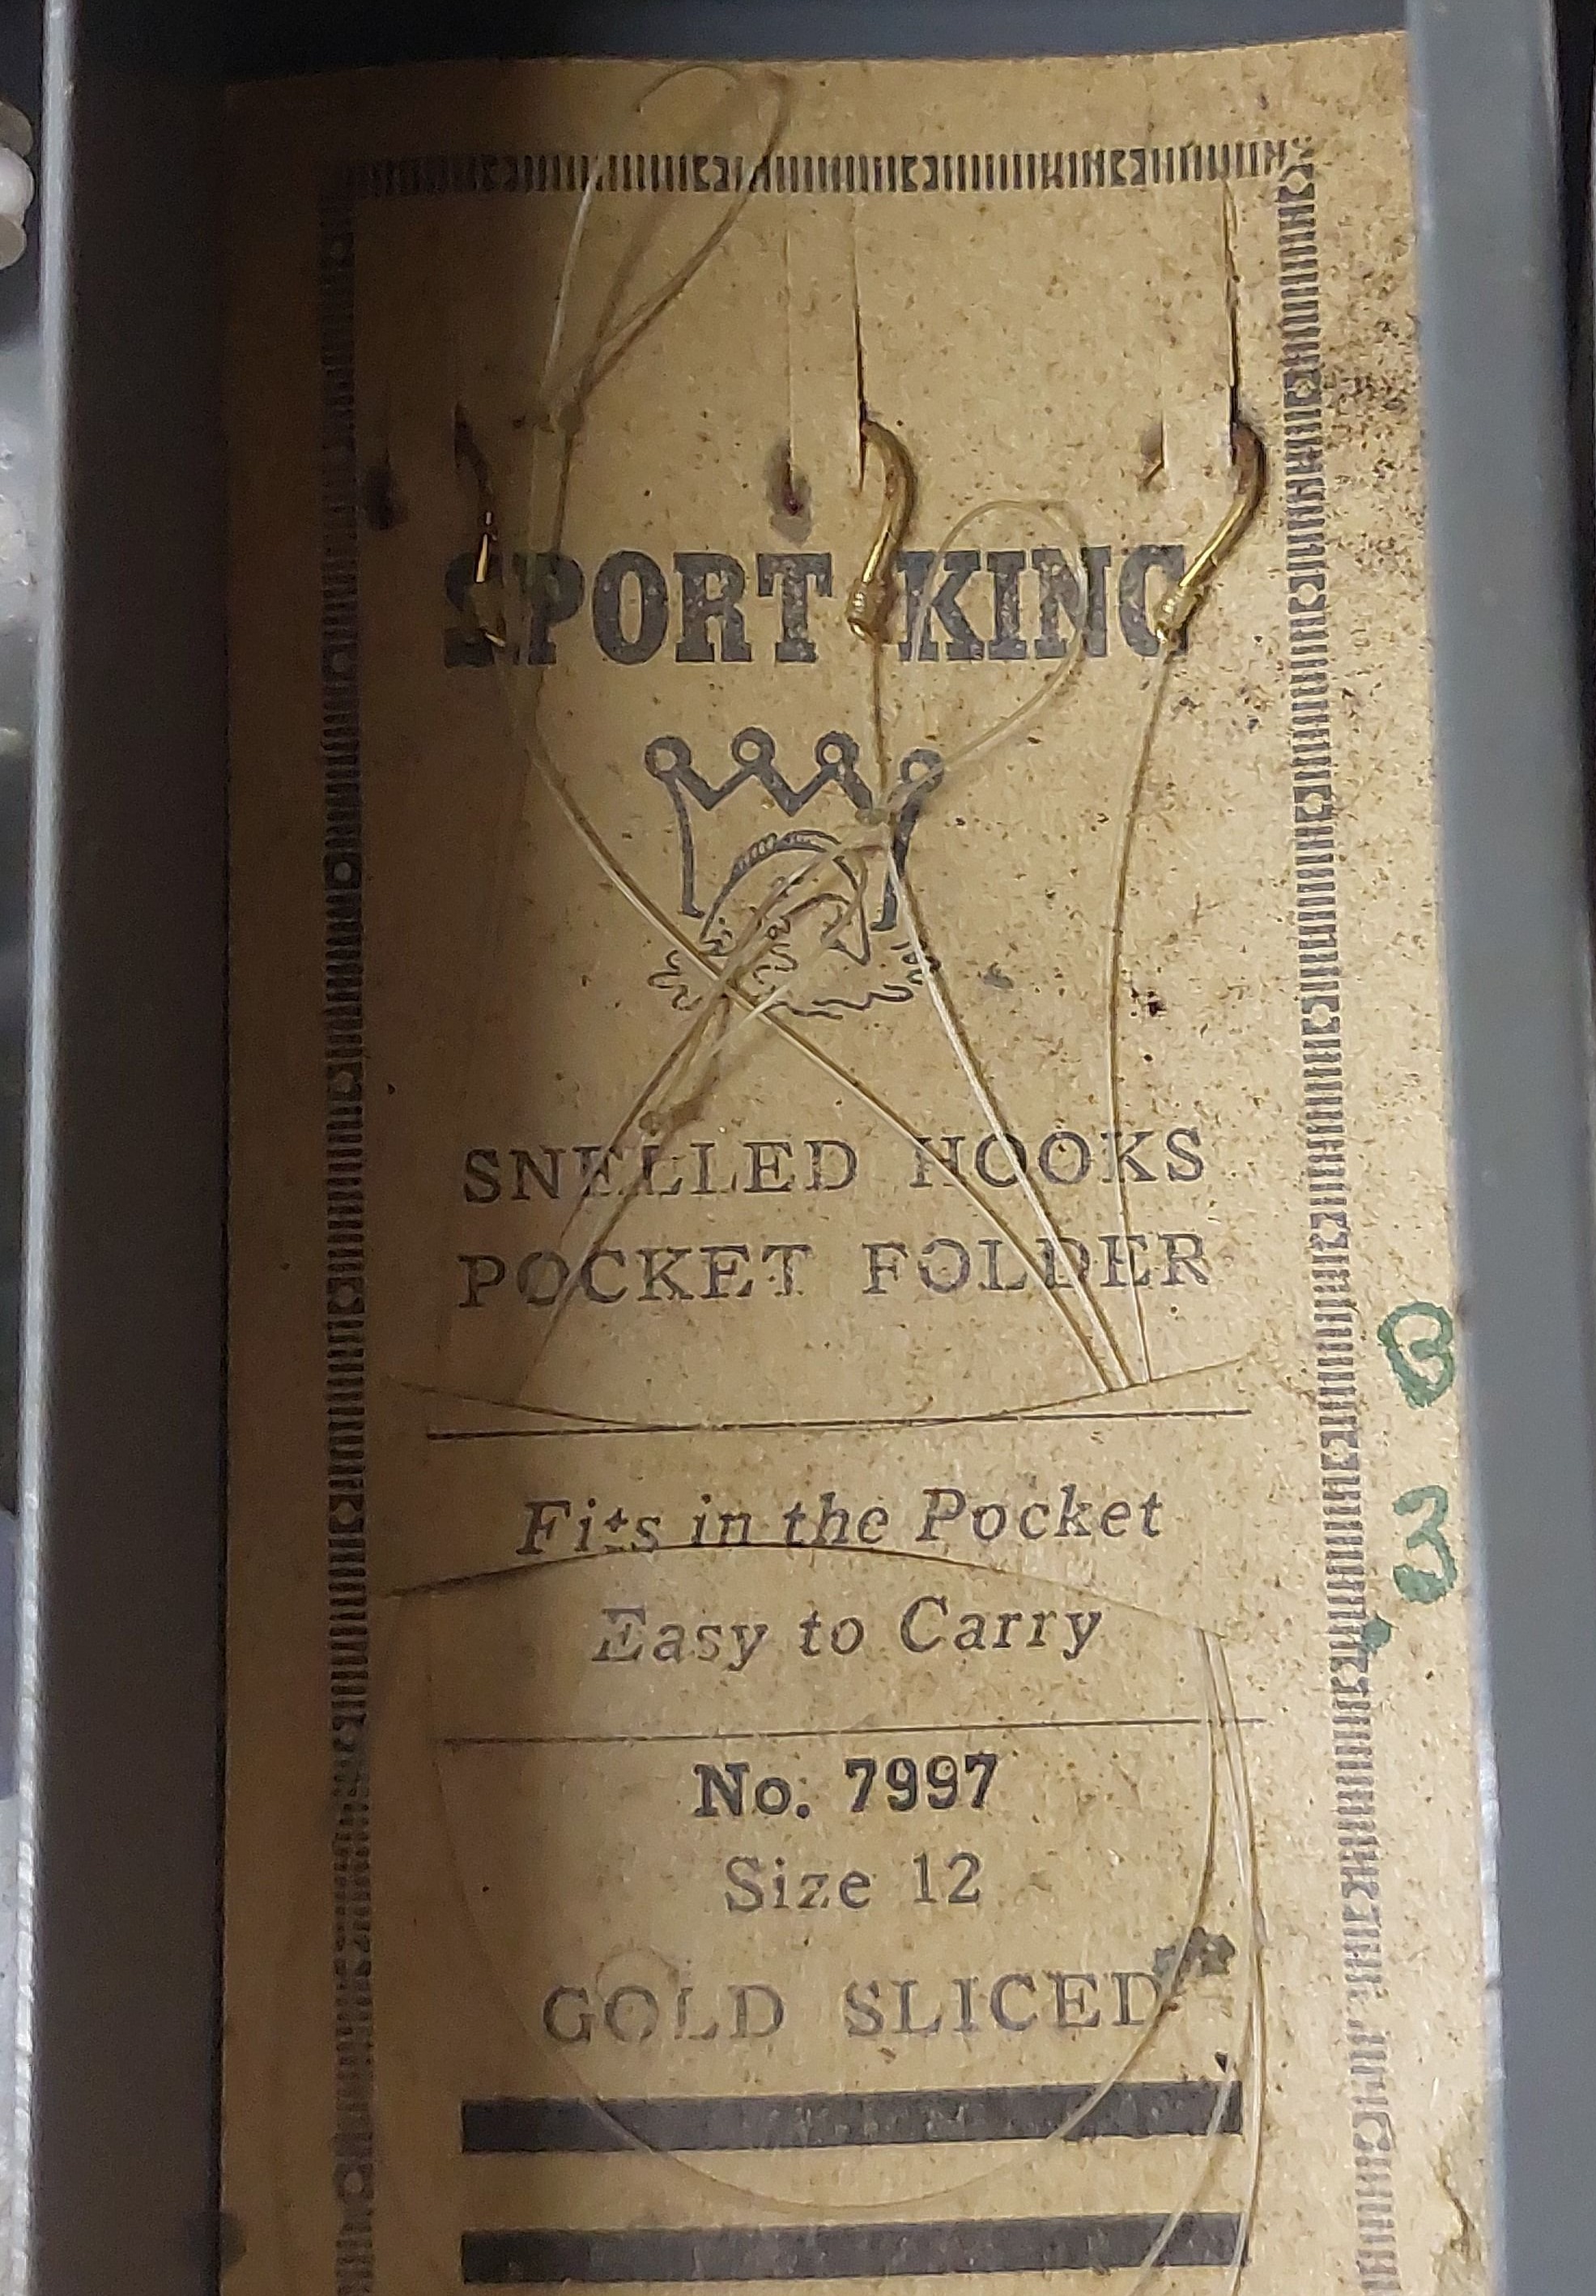 SPORT KING
SNELLED HOOKS
POCKET FOLDER
Fits in the Pocket
Easy to Carry
No. 7997
Size 12
GOLD SLICED
B
3